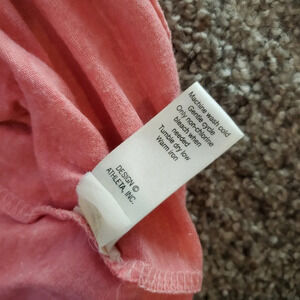 Machine wash cold
Gentle cycle
Only non-chlorine
bleach when
needed
Tumble dry low
Warm iron
DESIGN ©
ATHLETA, INC.